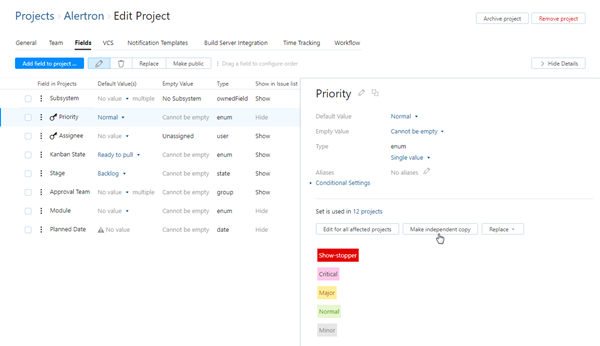 Projects › Alertron › Edit Project
Archive project
Remove project
General Team Fields VCS Notification Templates Build Server Integration Time Tracking Workflow
Add field to project ... Replace Make public Drag a field to configure order
> Hide Details
Field in Projects Default Value(s) Empty Value Type Show in Issue list
Subsystem No value multiple No Subsystem ownedField Show
Priority Normal Cannot be empty enum Hide
Assignee No value Unassigned user Show
Kanban State Ready to pull Cannot be empty enum Show
Stage Backlog Cannot be empty state Show
Approval Team No value multiple Cannot be empty group Show
Module No value Cannot be empty enum Hide
Planned Date No value Cannot be empty date Hide
Priority
Default Value Normal
Empty Value Cannot be empty
Type enum
Single value
Aliases No aliases
Conditional Settings
Set is used in 12 projects
Edit for all affected projects Make independent copy Replace
Show-stopper
Critical
Major
Normal
Minor